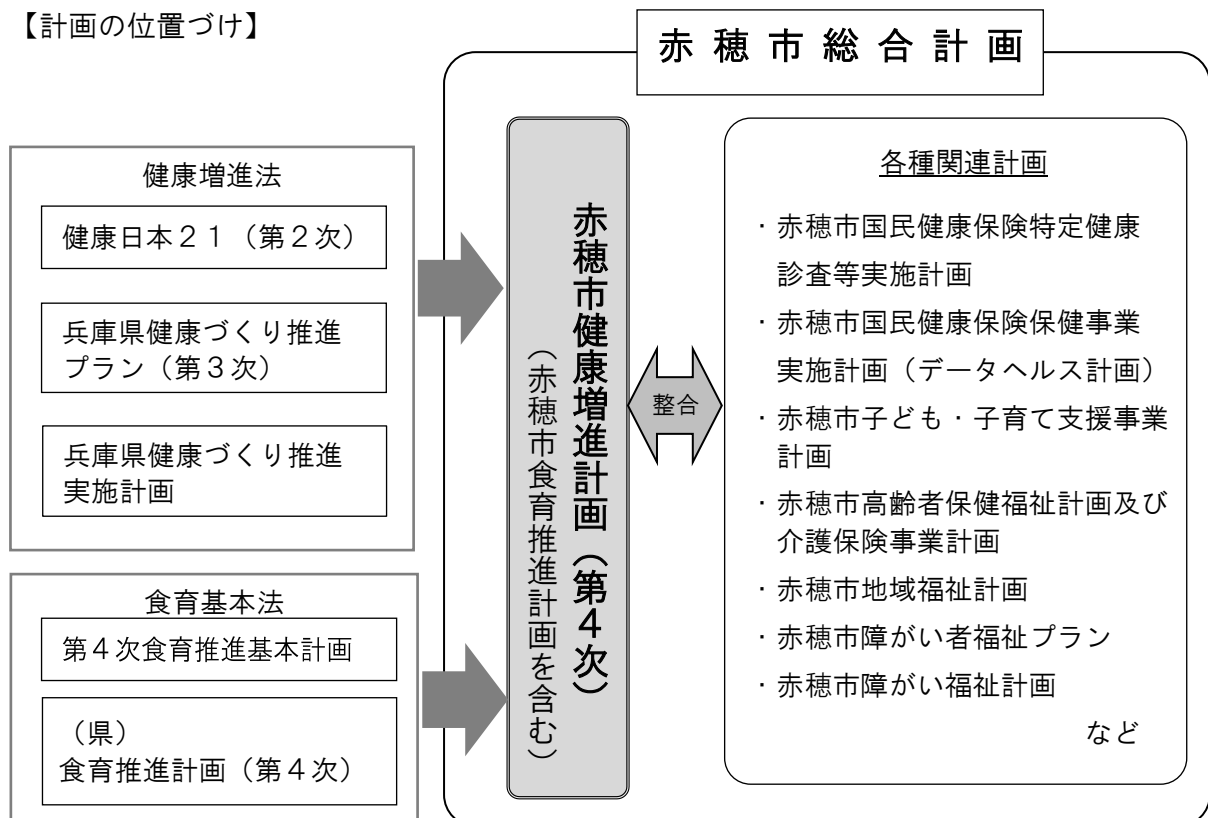 【計画の位置づけ】
赤穂市総合計画
健康増進法
健康日本２１（第２次）
兵庫県健康づくり推進
プラン（第３次）
兵庫県健康づくり推進
実施計画
食育基本法
第４次食育推進基本計画
（県）
食育推進計画（第４次）
赤穂市健康増進計画（第４次）
（赤穂市食育推進計画を含む）
整合
各種関連計画
・赤穂市国民健康保険特定健康
診査等実施計画
・赤穂市国民健康保険保健事業
実施計画（データヘルス計画）
・赤穂市子ども・子育て支援事業
計画
・赤穂市高齢者保健福祉計画及び
介護保険事業計画
・赤穂市地域福祉計画
・赤穂市障がい者福祉プラン
・赤穂市障がい福祉計画
など